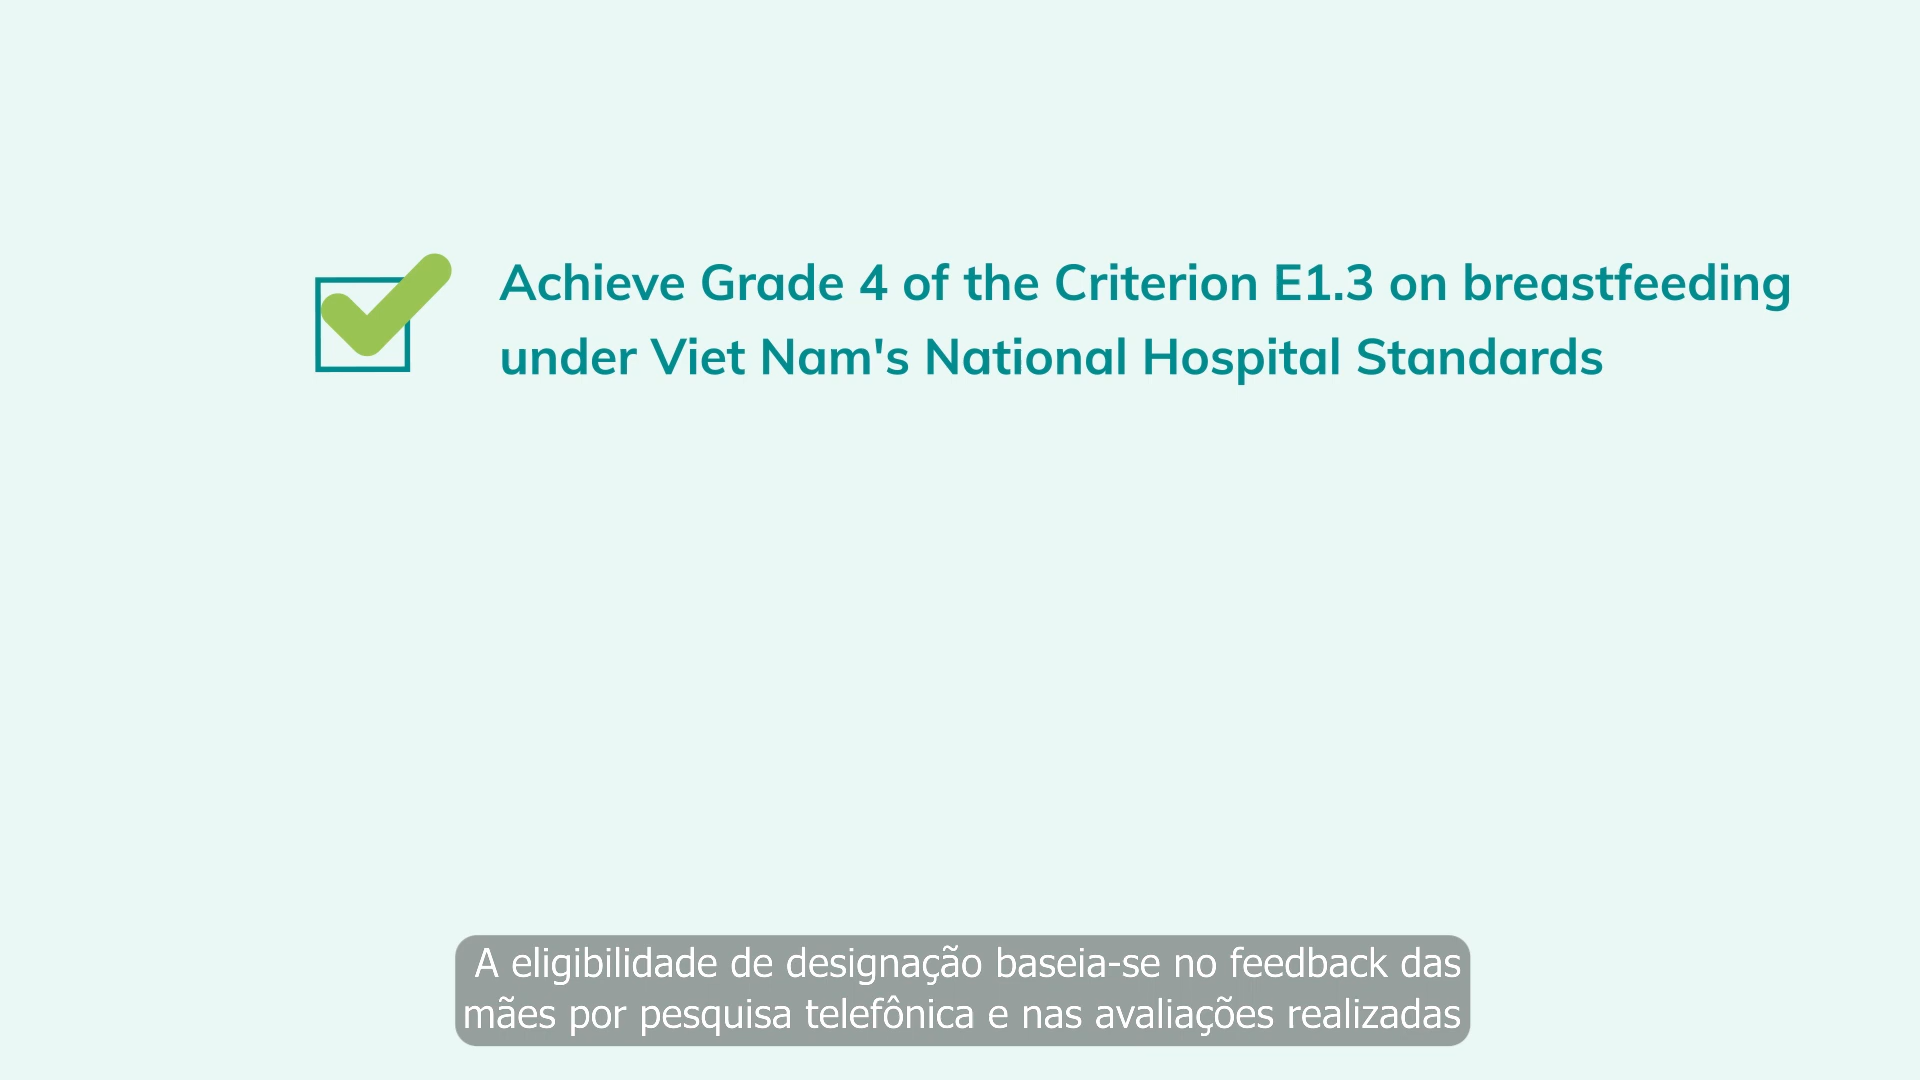 Achieve Grade 4 of the Criterion E1.3 on breastfeeding
under Viet Nam's National Hospital Standards
A eligibilidade de designação baseia-se no feedback das
mães por pesquisa telefônica e nas avaliações realizadas